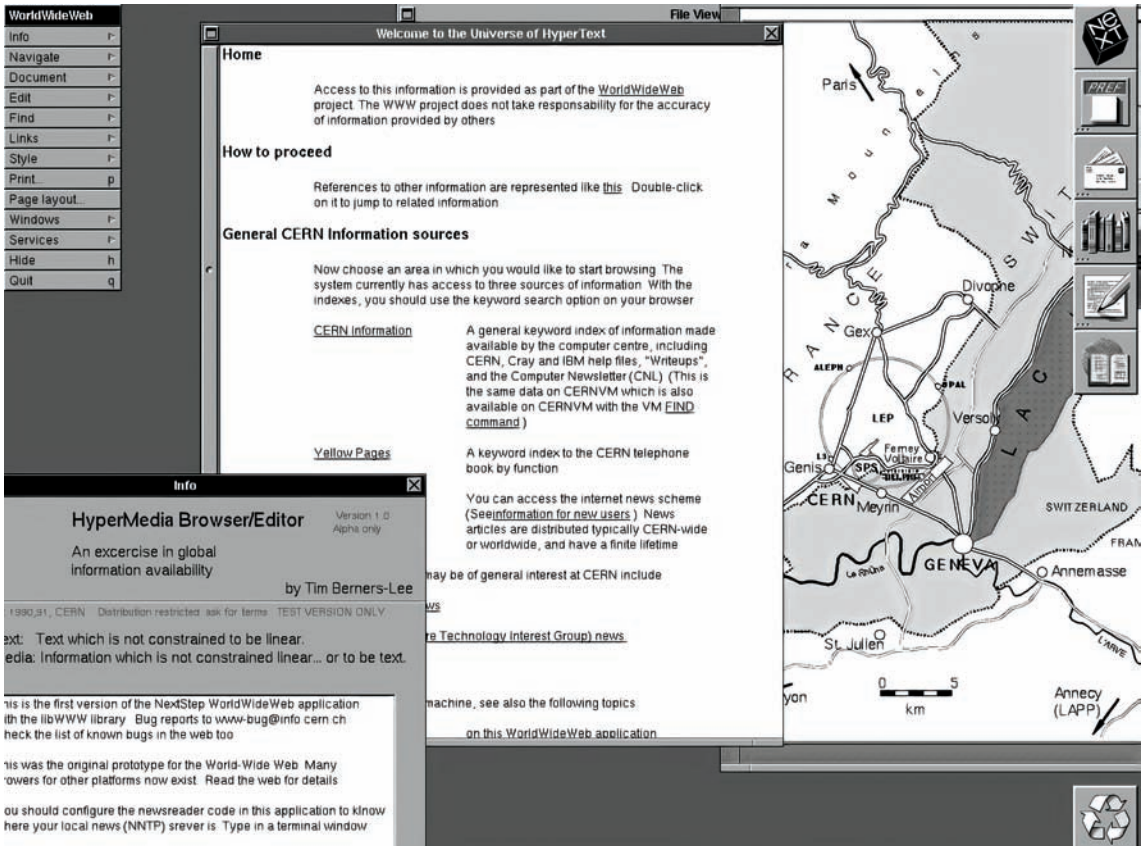 WorldWideWeb
Info
Navigate
Document
Edit
Find
Links
Style
Print... p
Page layout...
Windows
Services
Hide h
Quit q
File View
Welcome to the Universe of HyperText
Home
Access to this information is provided as part of the WorldWideWeb
project. The WWW project does not take responsability for the accuracy
of information provided by others
How to proceed
References to other information are represented like this Double-click
on it to jump to related information
General CERN Information sources
Now choose an area in which you would like to start browsing The
system currently has access to three sources of information With the
indexes, you should use the keyword search option on your browser
CERN Information
A general keyword index of information made
available by the computer centre, including
CERN, Cray and IBM help files, "Writeups",
and the Computer Newsletter (CNL) (This is
the same data on CERNVM which is also
available on CERNVM with the VM FIND
command )
Yellow Pages
A keyword index to the CERN telephone
book by function
You can access the internet news scheme
(Seeinformation for new users ) News
articles are distributed typically CERN-wide
or worldwide, and have a finite lifetime
may be of general interest at CERN include
ws
re Technology Interest Group) news
machine, see also the following topics
on this WorldWideWeb application
Info
HyperMedia Browser/Editor
Version 1.0
Alpha only
An excercise in global
information availability
by Tim Berners-Lee
1990,91, CERN Distribution restricted ask for terms TEST VERSION ONLY
ext: Text which is not constrained to be linear.
edia: Information which is not constrained linear... or to be text.
his is the first version of the NextStep WorldWideWeb application
ith the libWWW library Bug reports to www-bug@info cern ch
heck the list of known bugs in the web too
his was the original prototype for the World-Wide Web Many
rowers for other platforms now exist Read the web for details
ou should configure the newsreader code in this application to klnow
here your local news (NNTP) srever is Type in a terminal window
Paris
Divonne
Gex
FRANCE
ALEPH
OPAL
LEP
LAC
Versoix
L3
Ferney
Voltaire
Genis
SPS
CERN
Meyrin
Airport
SWITZERLAND
GENEVA
FRAN
Le Rhône
Annemasse
St. Julien
L'ARVE
0 5
km
yon
Annecy
(LAPP)
NeXT
PREF